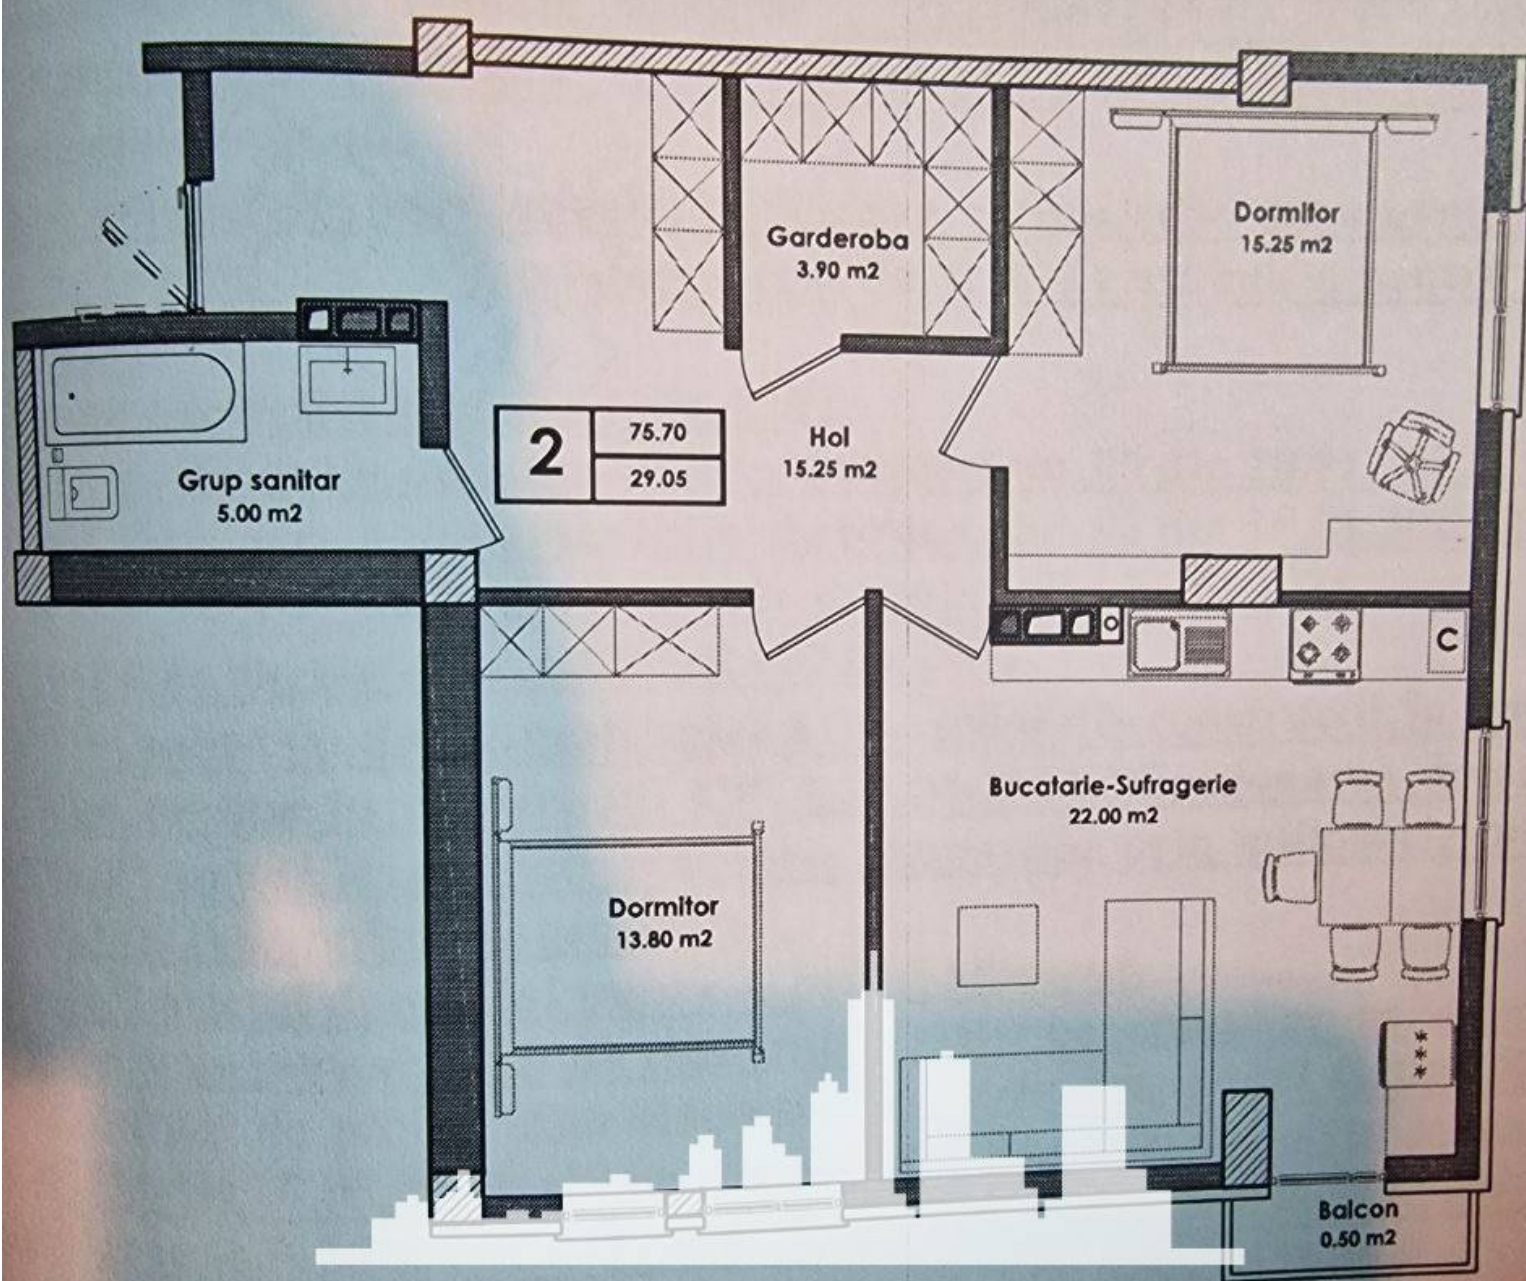 Garderoba
3.90 m2
Dormitor
15.25 m2
2
75.70
29.05
Hol
15.25 m2
Grup sanitar
5.00 m2
C
Bucatarie-Sufragerie
22.00 m2
Dormitor
13.80 m2
Balcon
0.50 m2